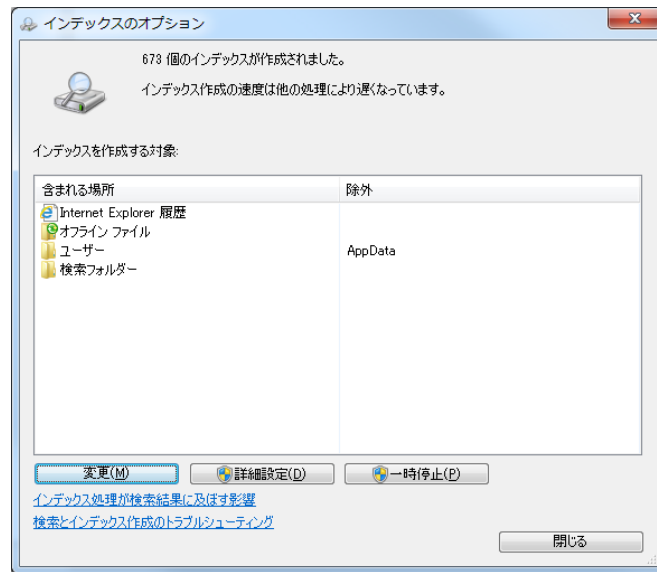 インデックスのオプション
673 個のインデックスが作成されました。
インデックス作成の速度は他の処理により遅くなっています。
インデックスを作成する対象:
含まれる場所 除外
Internet Explorer 履歴
オフライン ファイル
ユーザー AppData
検索フォルダー
変更(M) 詳細設定(D) 一時停止(P)
インデックス処理が検索結果に及ぼす影響
検索とインデックス作成のトラブルシューティング
閉じる